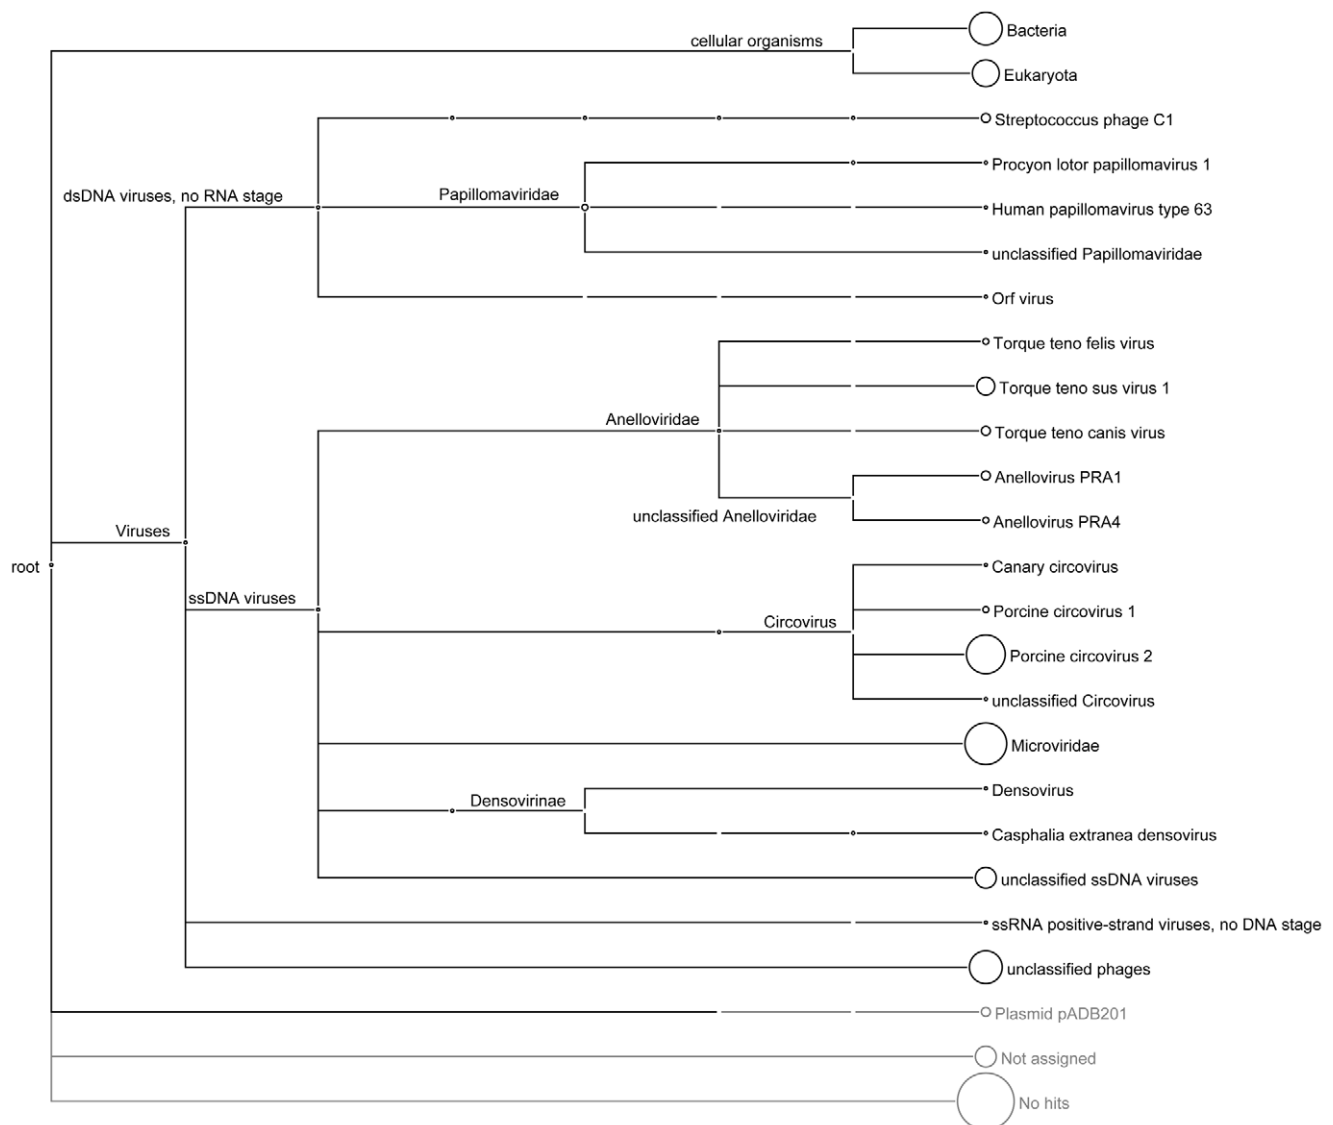 cellular organisms
Bacteria
Eukaryota
Streptococcus phage C1
Procyon lotor papillomavirus 1
dsDNA viruses, no RNA stage
Papillomaviridae
Human papillomavirus type 63
unclassified Papillomaviridae
Orf virus
Torque teno felis virus
Torque teno sus virus 1
Anelloviridae
Torque teno canis virus
Anellovirus PRA1
unclassified Anelloviridae
Anellovirus PRA4
Viruses
root
Canary circovirus
ssDNA viruses
Porcine circovirus 1
Circovirus
Porcine circovirus 2
unclassified Circovirus
Microviridae
Densovirus
Densovirinae
Casphalia extranea densovirus
unclassified ssDNA viruses
ssRNA positive-strand viruses, no DNA stage
unclassified phages
Plasmid pADB201
Not assigned
No hits